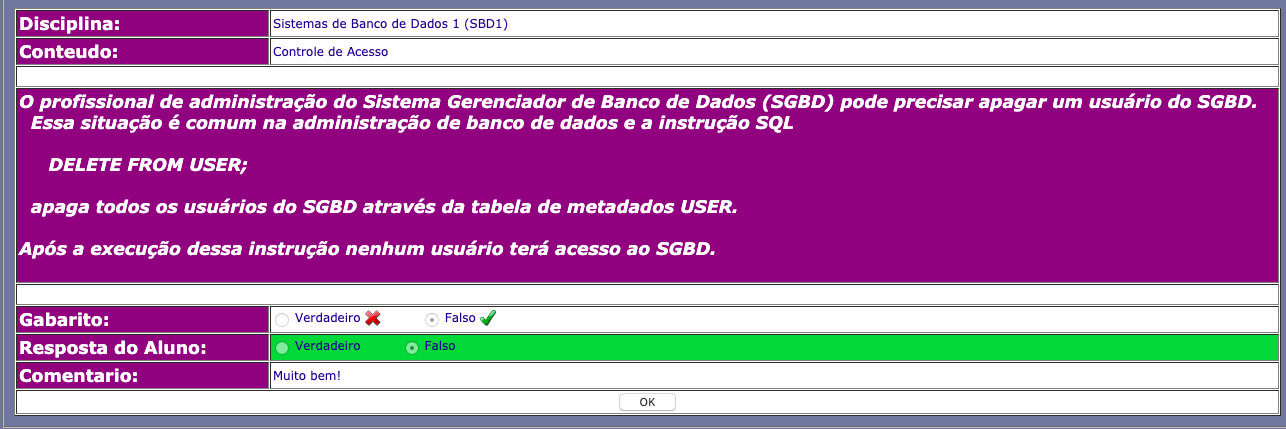 Disciplina: Sistemas de Banco de Dados 1 (SBD1)
Conteudo: Controle de Acesso
O profissional de administração do Sistema Gerenciador de Banco de Dados (SGBD) pode precisar apagar um usuário do SGBD.
Essa situação é comum na administração de banco de dados e a instrução SQL
DELETE FROM USER;
apaga todos os usuários do SGBD através da tabela de metadados USER.
Após a execução dessa instrução nenhum usuário terá acesso ao SGBD.
Gabarito: Verdadeiro Falso
Resposta do Aluno: Verdadeiro Falso
Comentario: Muito bem!
OK